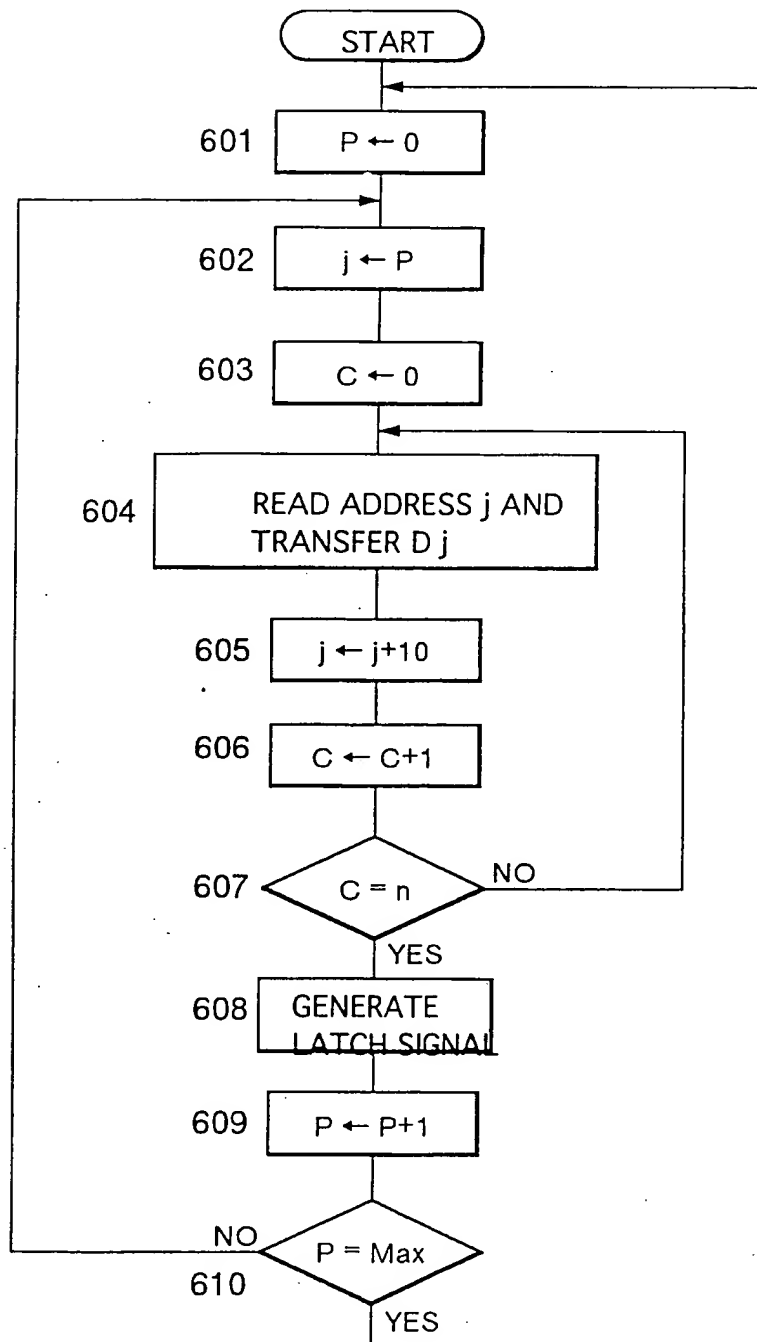 START
601
P ← 0
602
j ← P
603
C ← 0
604
READ ADDRESS j AND
TRANSFER D j
605
j ← j+10
606
C ← C+1
607
C = n
NO
YES
608
GENERATE
LATCH SIGNAL
609
P ← P+1
NO
P = Max
610
YES